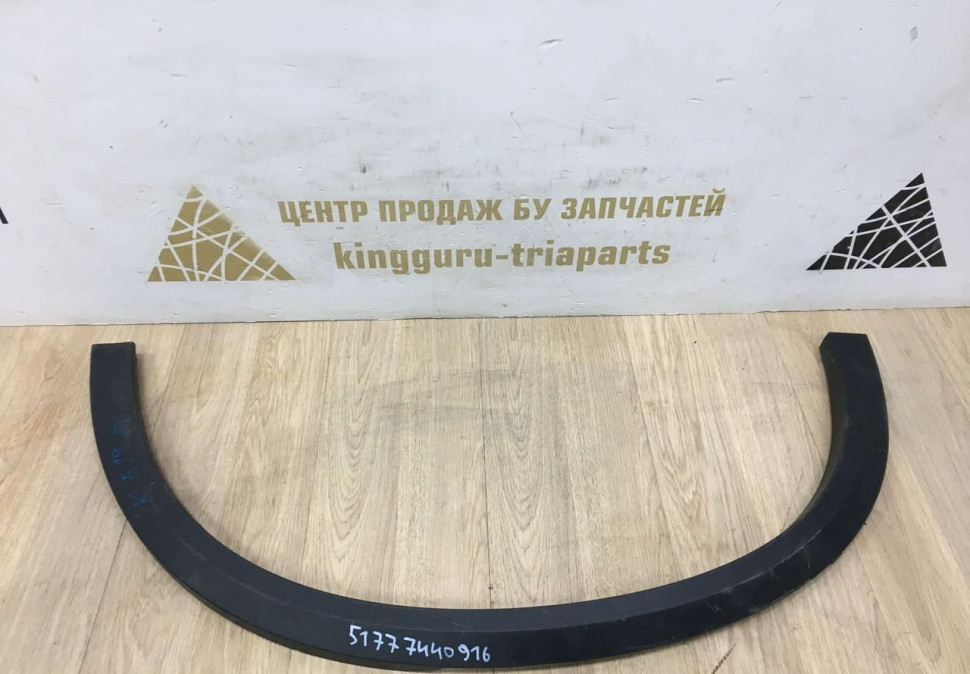 ЦЕНТР ПРОДАЖ БУ ЗАПЧАСТЕЙ
kingguru-triaparts
51777440916